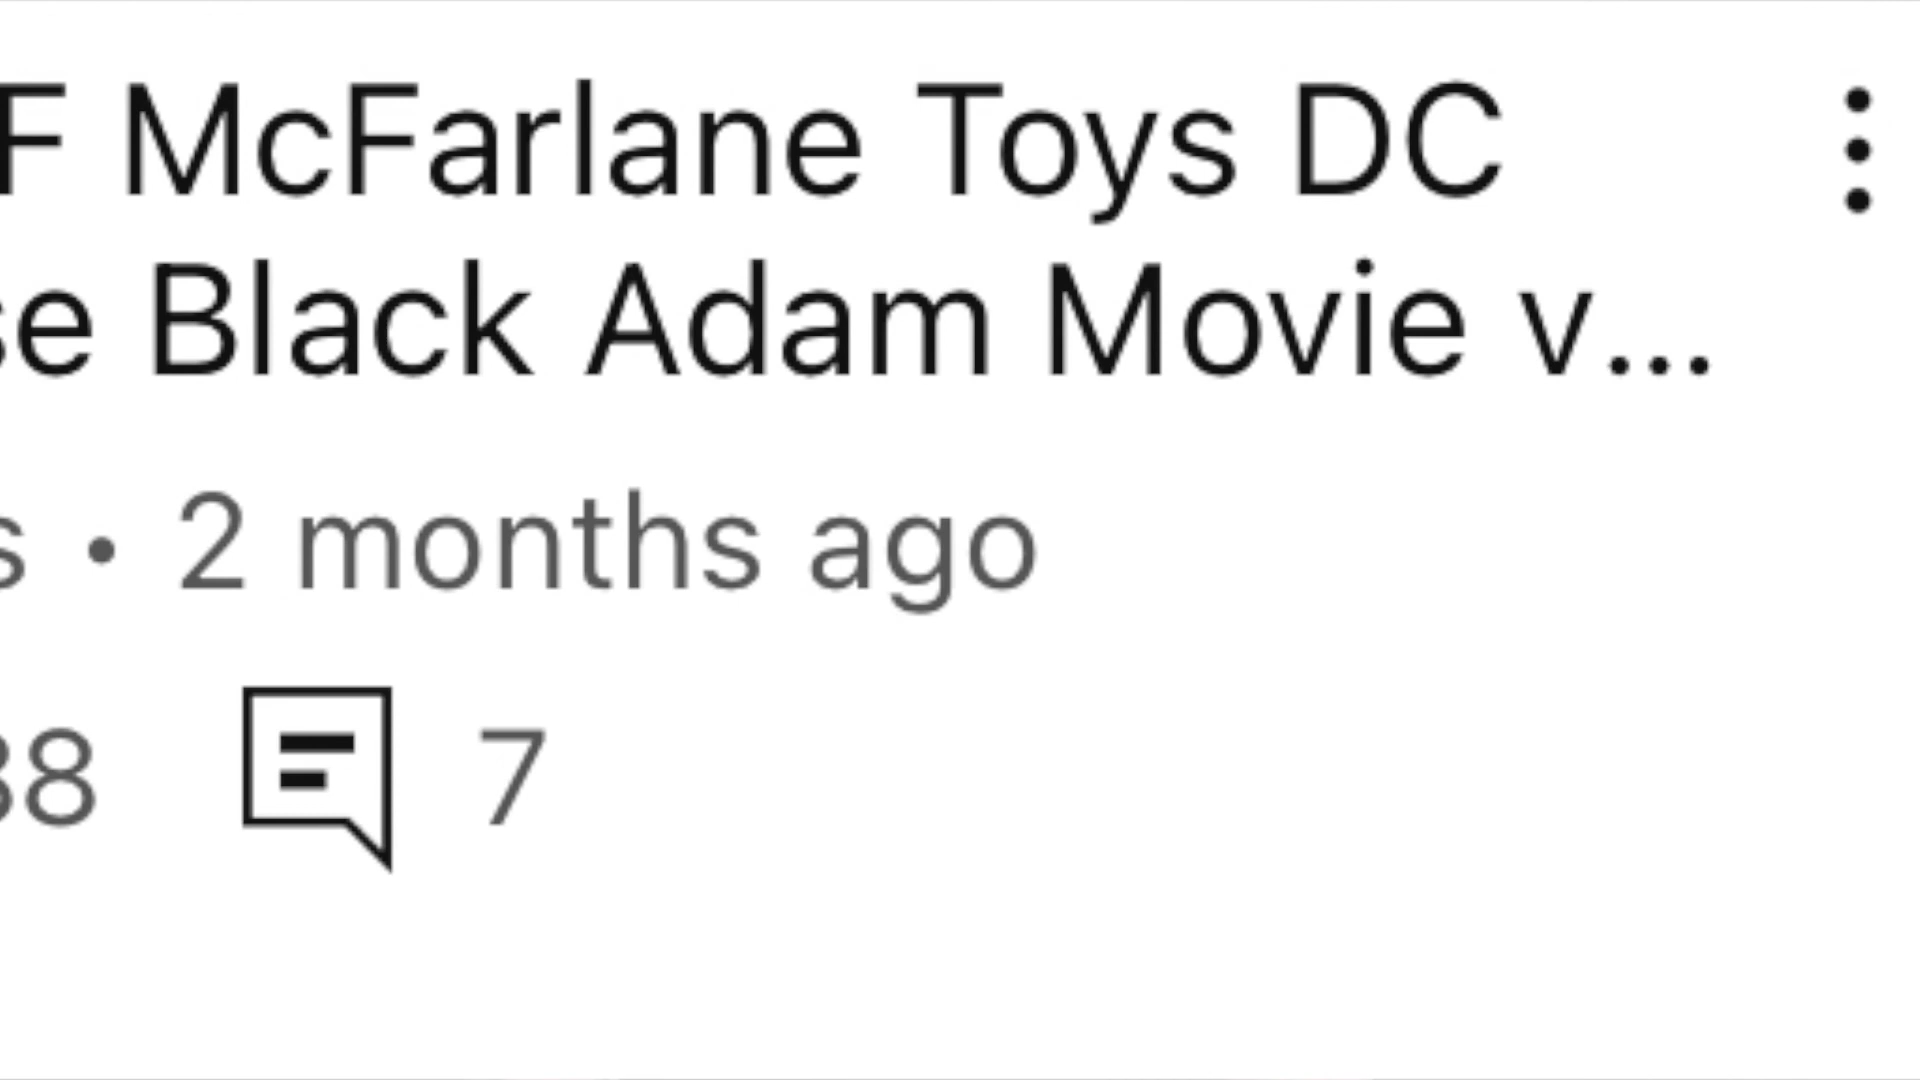 F McFarlane Toys DC
se Black Adam Movie v...
s • 2 months ago
38 7